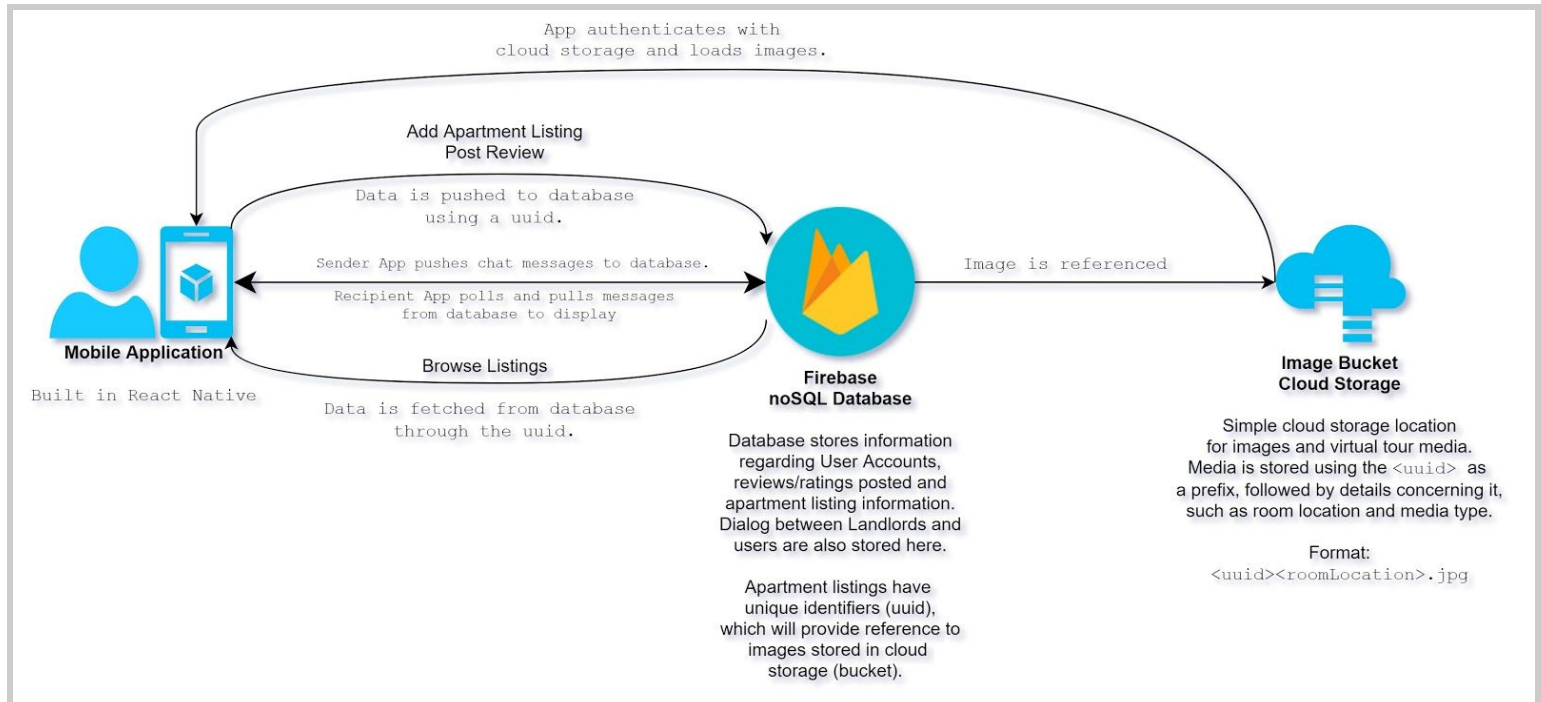 App authenticates with
cloud storage and loads images.
Add Apartment Listing
Post Review
Data is pushed to database
using a uuid.
Sender App pushes chat messages to database.
Recipient App polls and pulls messages
from database to display
Browse Listings
Data is fetched from database
through the uuid.
Mobile Application
Built in React Native
Firebase
noSQL Database
Database stores information
regarding User Accounts,
reviews/ratings posted and
apartment listing information.
Dialog between Landlords and
users are also stored here.
Apartment listings have
unique identifiers (uuid),
which will provide reference to
images stored in cloud
storage (bucket).
Image is referenced
Image Bucket
Cloud Storage
Simple cloud storage location
for images and virtual tour media.
Media is stored using the <uuid> as
a prefix, followed by details concerning it,
such as room location and media type.
Format:
<uuid><roomLocation>.jpg